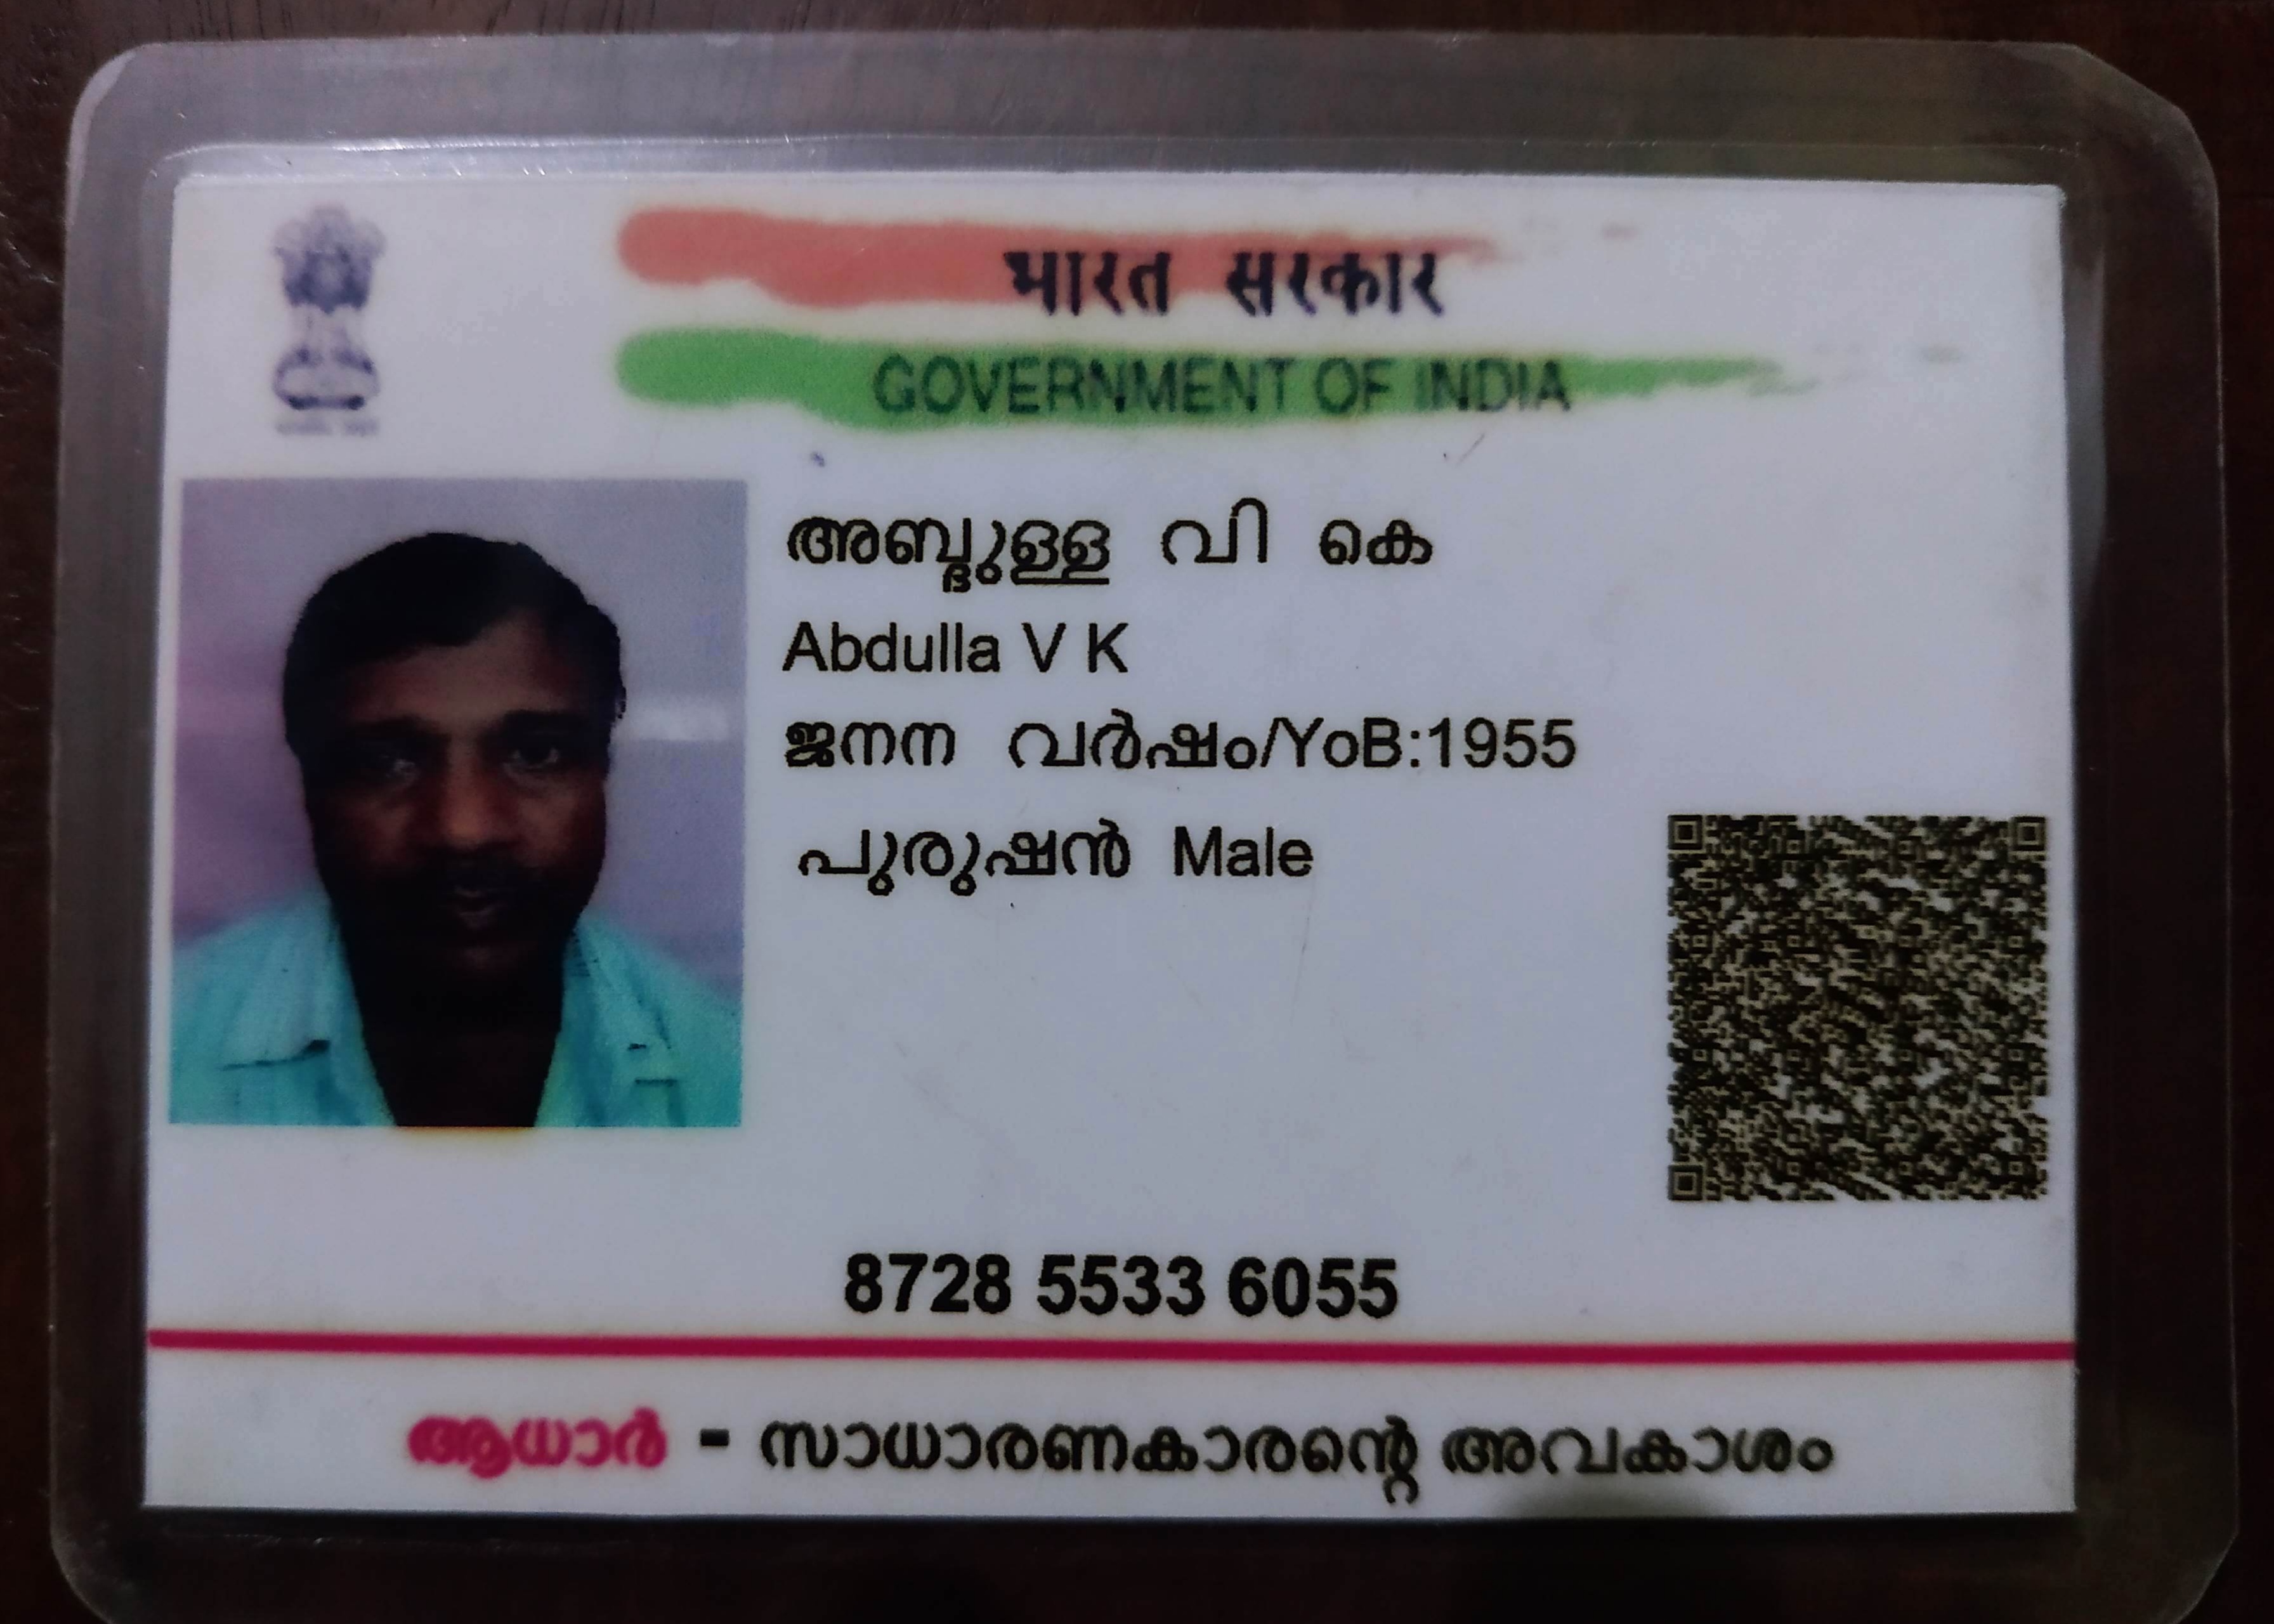 भारत सरकार
GOVERNMENT OF INDIA
അബ്ദുള്ള വി കെ
Abdulla V K
ജനന വർഷം/YoB:1955
പുരുഷൻ Male
8728 5533 6055
ആധാർ - സാധാരണകാരന്റെ അവകാശം